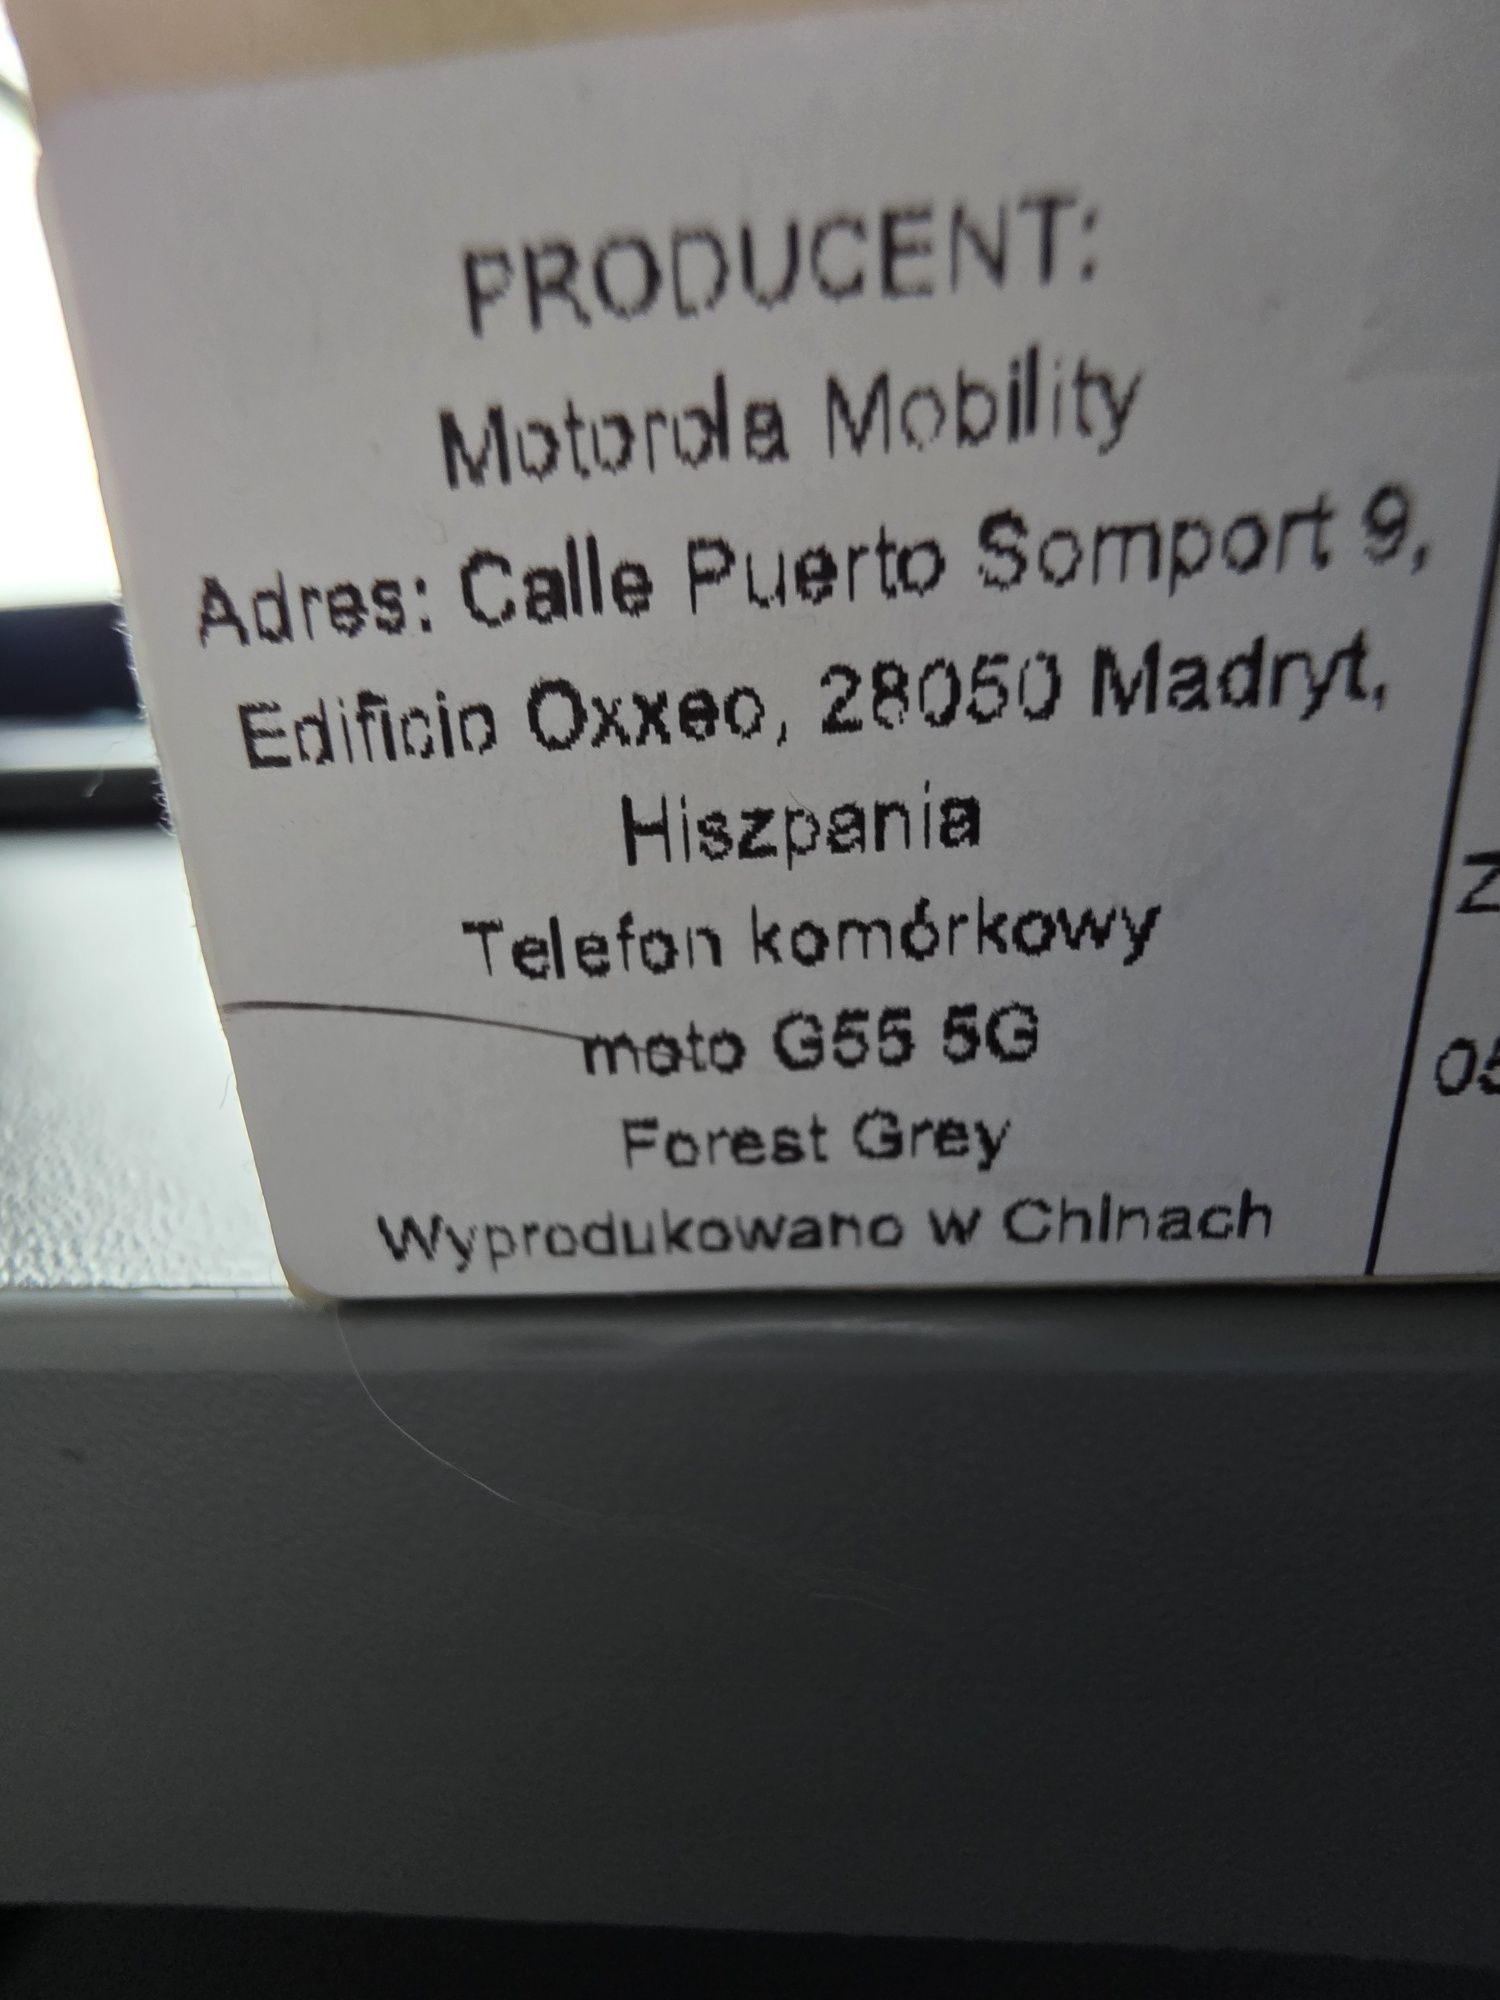 PRODUCENT:
Motorola Mobility
Adres: Calle Puerto Somport 9,
Edificio Oxxeo, 28050 Madryt,
Hiszpania
Telefon komórkowy
moto G55 5G
Forest Grey
Wyprodukowano w Chinach